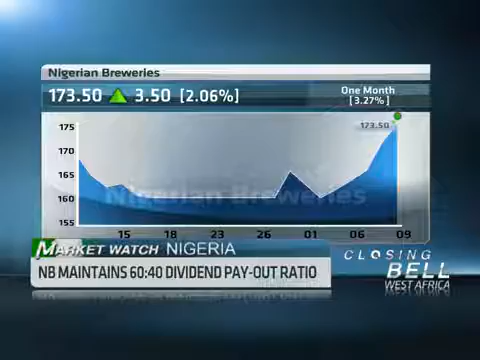 Nigerian Breweries
173.50 3.50 [2.06%]
One Month
[3.27%]
175
173.50
170
165
160
155
Nigerian Breweries
15 19 23 26 01 06 09
MARKET WATCH NIGERIA
NB MAINTAINS 60:40 DIVIDEND PAY-OUT RATIO
CLOSING
BELL
WEST AFRICA